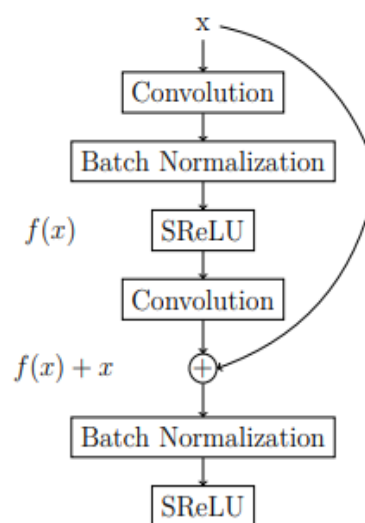 x
Convolution
Batch Normalization
f(x)
SReLU
Convolution
f(x) + x
+
Batch Normalization
SReLU